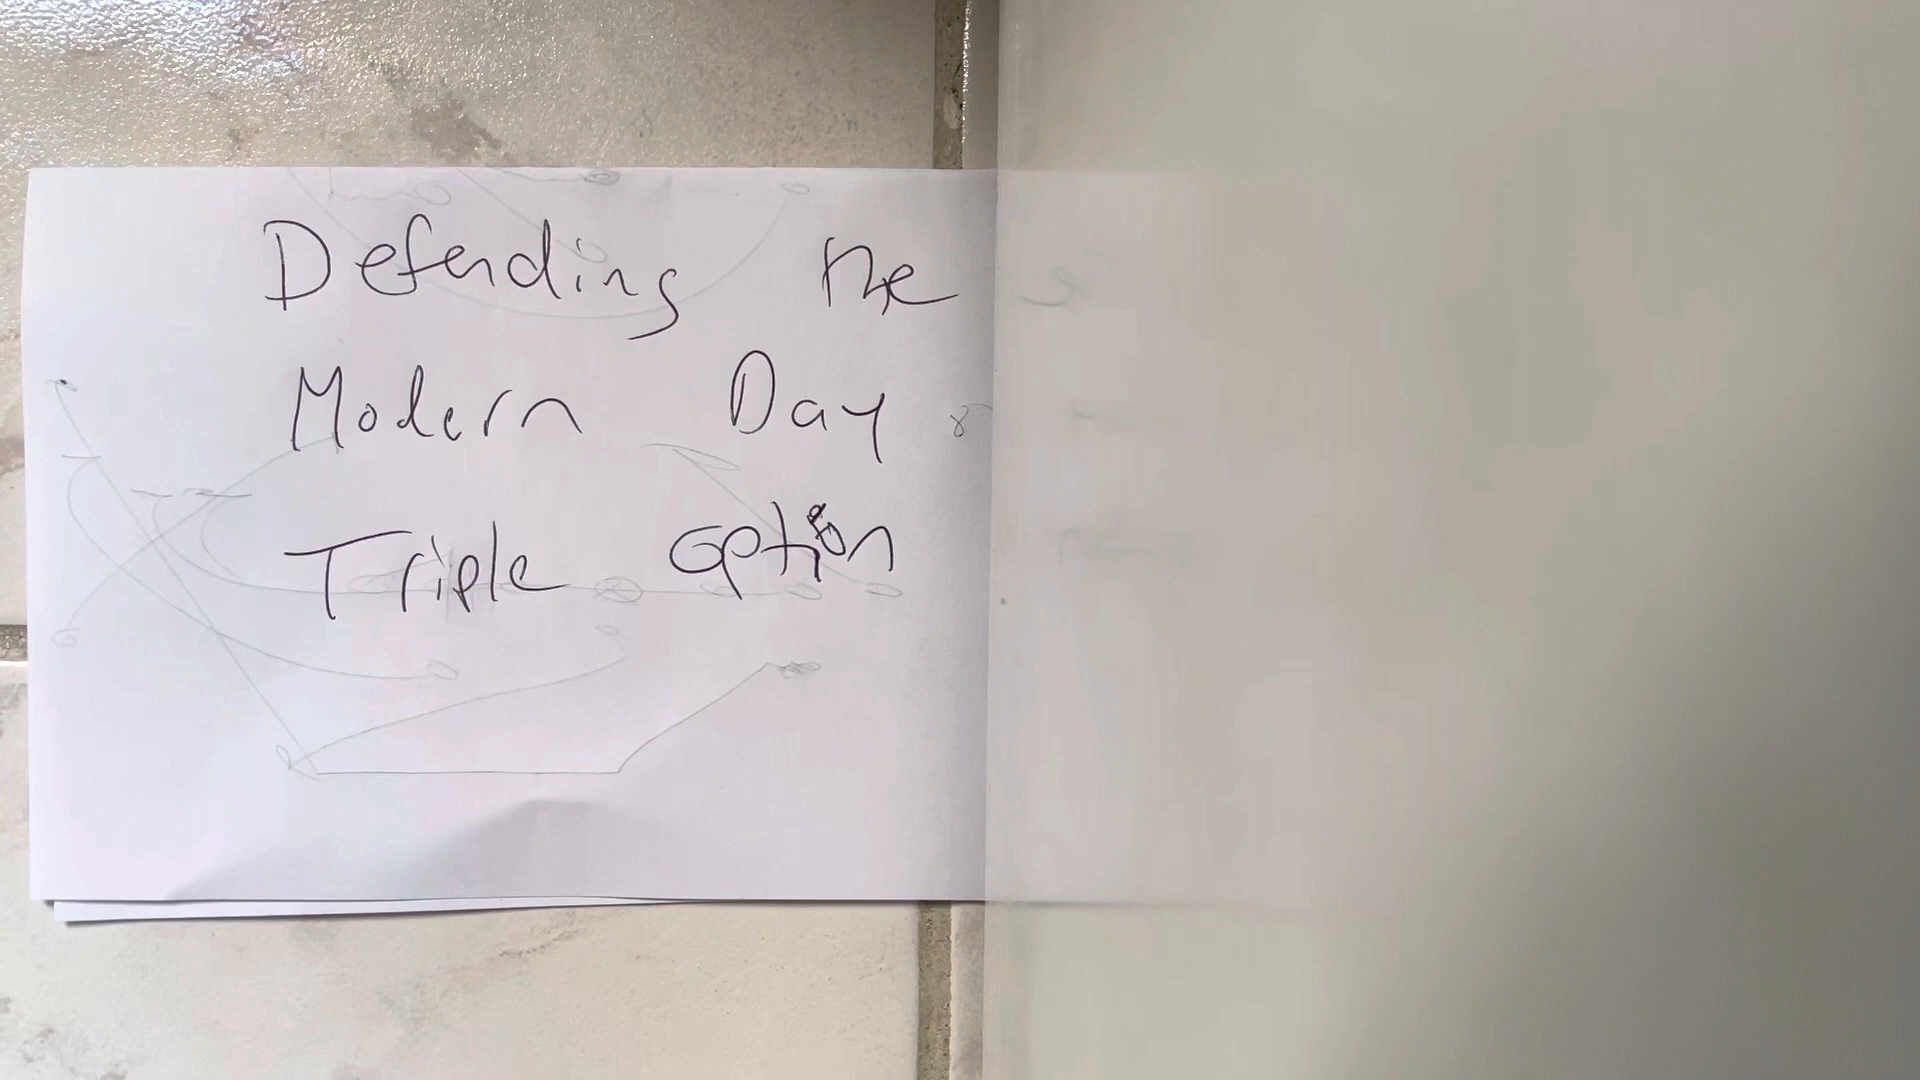 Defending the
Modern Day
Triple option